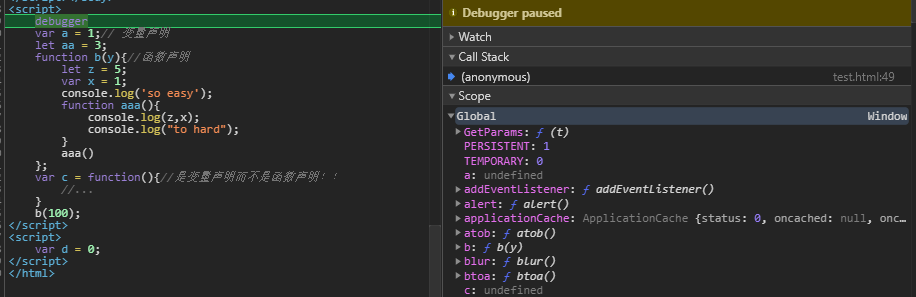 <script>
debugger
var a = 1;// 变量声明
let aa = 3;
function b(y){//函数声明
let z = 5;
var x = 1;
console.log('so easy');
function aaa(){
console.log(z,x);
console.log("to hard");
}
aaa()
};
var c = function(){//是变量声明而不是函数声明!!
//...
}
b(100);
</script>
<script>
var d = 0;
</script>
</html>
Debugger paused
Watch
Call Stack
(anonymous) test.html:49
Scope
Global Window
GetParams: ƒ (t)
PERSISTENT: 1
TEMPORARY: 0
a: undefined
addEventListener: ƒ addEventListener()
alert: ƒ alert()
applicationCache: ApplicationCache {status: 0, oncached: null, onc…
atob: ƒ atob()
b: ƒ b(y)
blur: ƒ blur()
btoa: ƒ btoa()
c: undefined